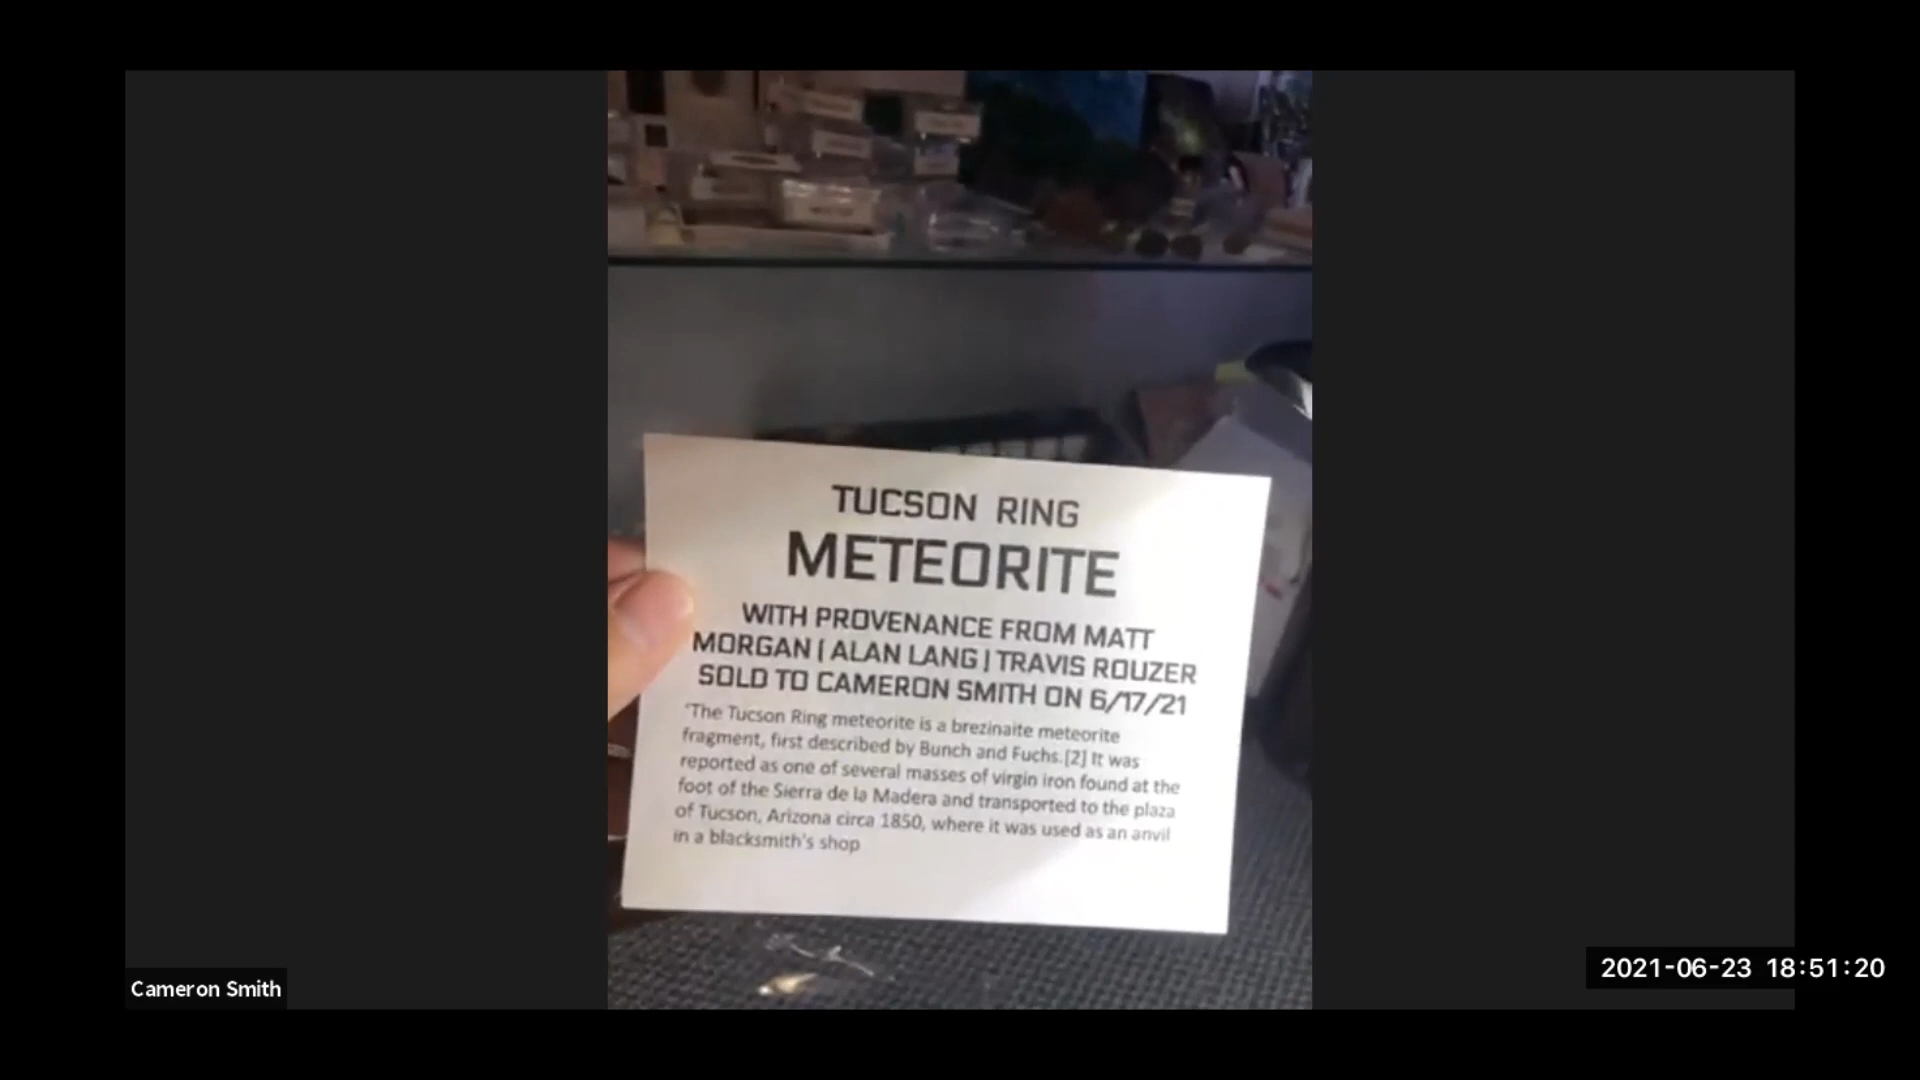 TUCSON RING
METEORITE
WITH PROVENANCE FROM MATT
MORGAN | ALAN LANG | TRAVIS ROUZER
SOLD TO CAMERON SMITH ON 6/17/21
"The Tucson Ring meteorite is a brezinaite meteorite
fragment, first described by Bunch and Fuchs.[2] It was
reported as one of several masses of virgin iron found at the
foot of the Sierra de la Madera and transported to the plaza
of Tucson, Arizona circa 1850, where it was used as an anvil
in a blacksmith's shop
Cameron Smith
2021-06-23 18:51:20